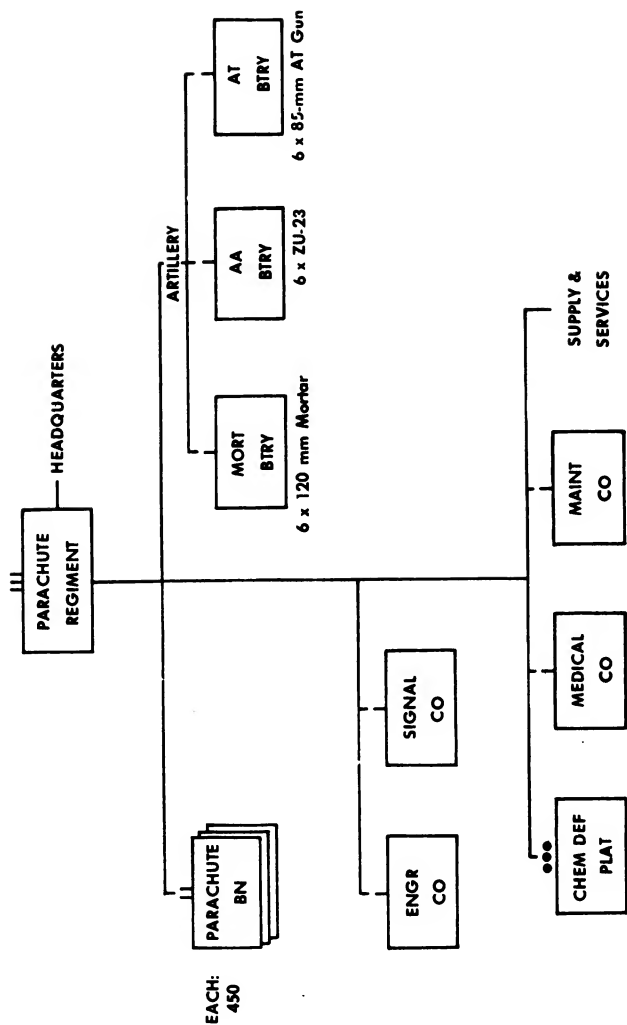 PARACHUTE
REGIMENT
HEADQUARTERS
EACH:
450
PARACHUTE
BN
ARTILLERY
MORT
BTRY
6 x 120 mm Mortar
AA
BTRY
6 x ZU-23
AT
BTRY
6 x 85-mm AT Gun
ENGR
CO
SIGNAL
CO
CHEM DEF
PLAT
MEDICAL
CO
MAINT
CO
SUPPLY &
SERVICES